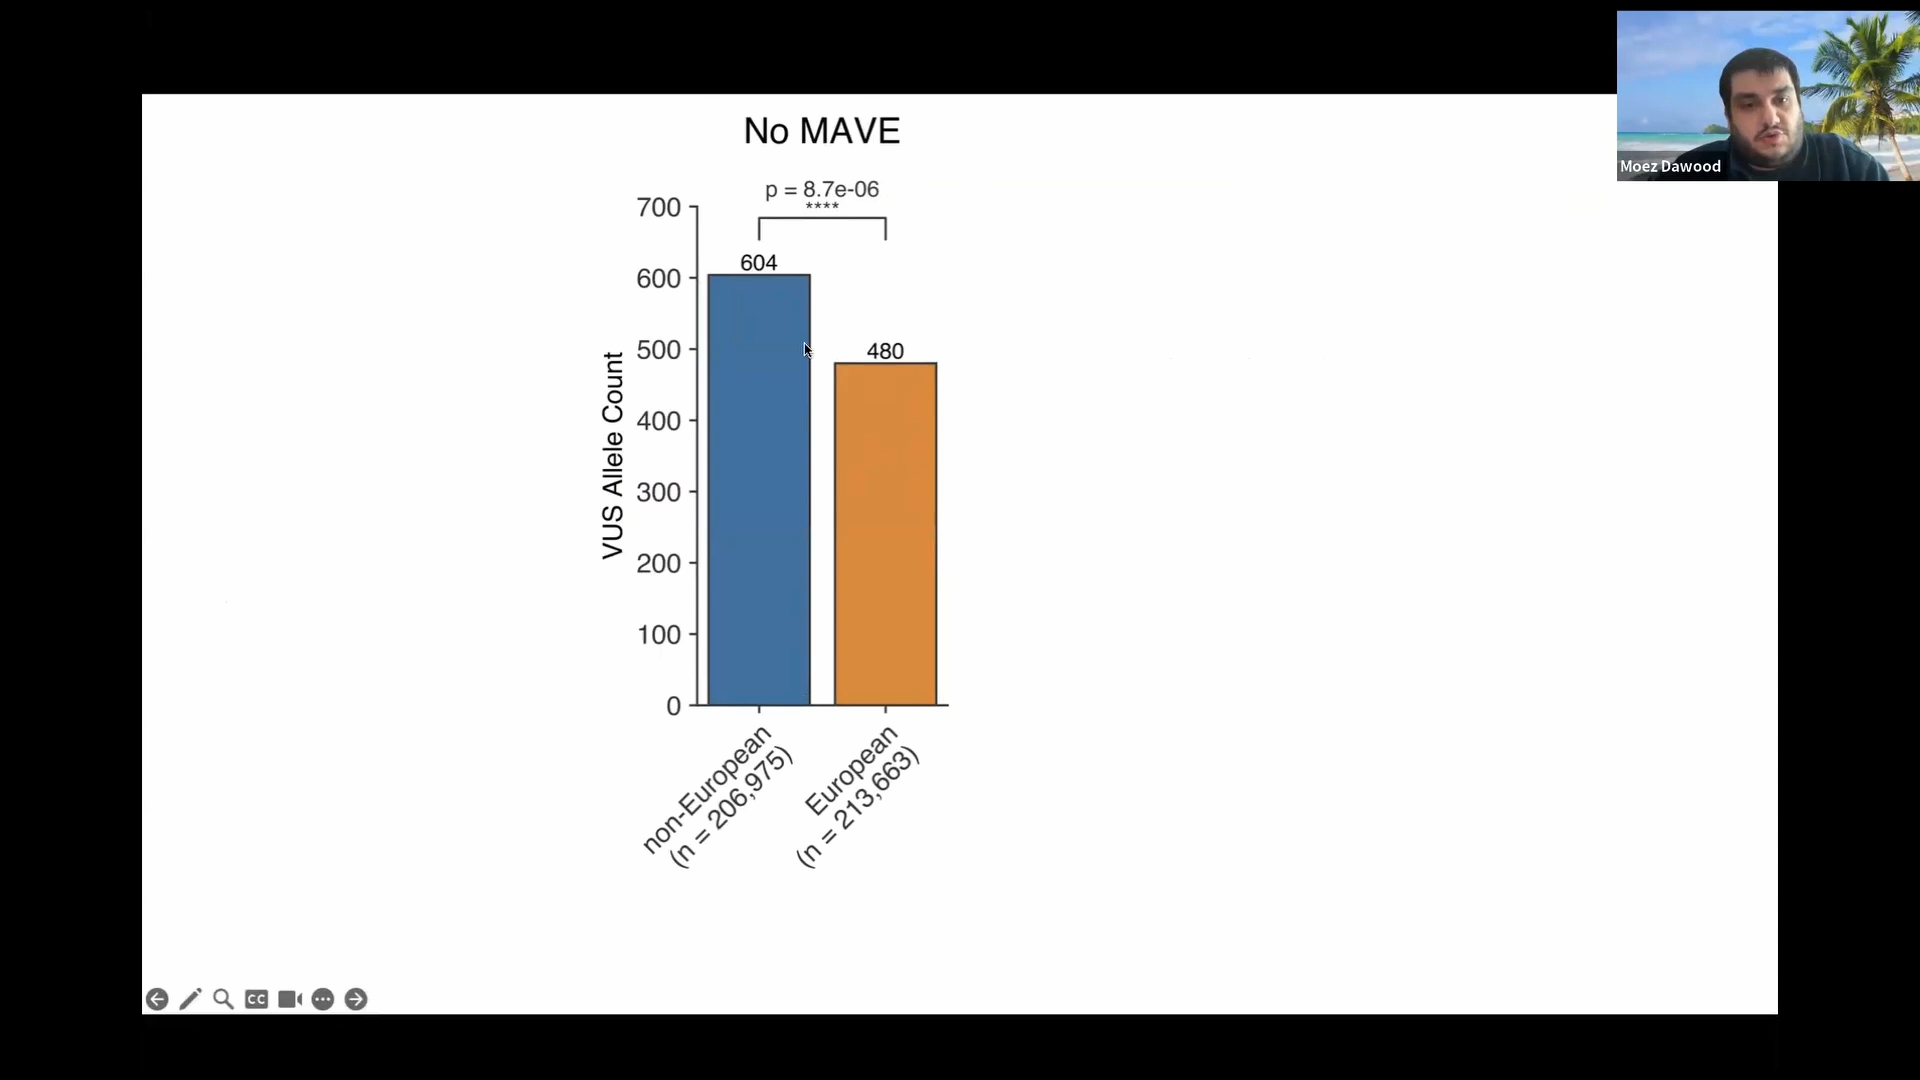 No MAVE
p = 8.7e-06
****
700
600
500
400
300
200
100
0
VUS Allele Count
604
480
non-European
(n = 206,975)
European
(n = 213,663)
Moez Dawood
CC